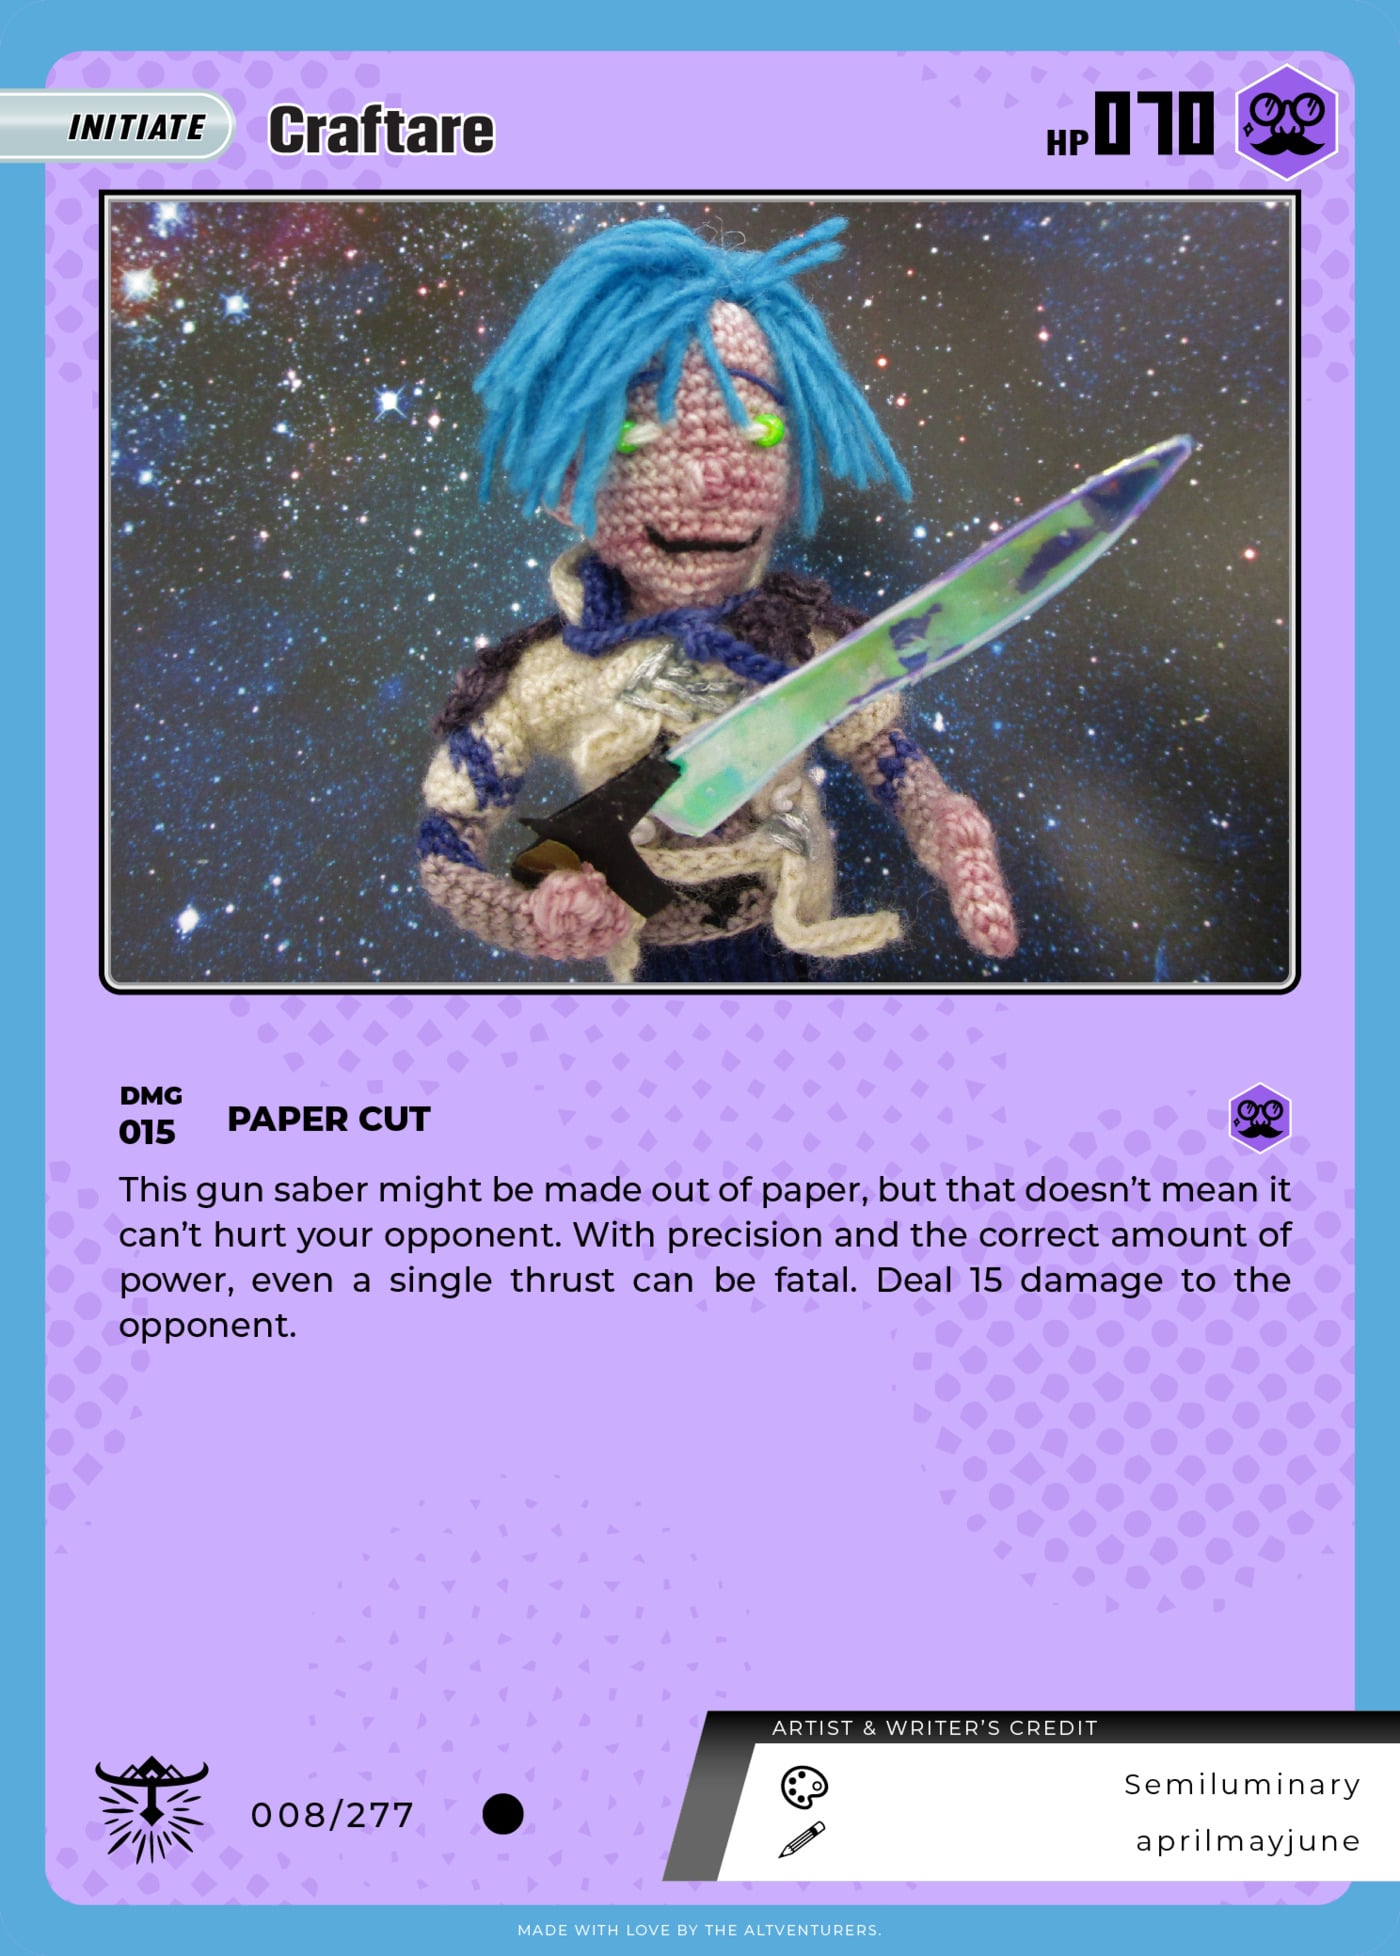 INITIATE
Craftare
HP 070
DMG
015
PAPER CUT
This gun saber might be made out of paper, but that doesn’t mean it
can’t hurt your opponent. With precision and the correct amount of
power, even a single thrust can be fatal. Deal 15 damage to the
opponent.
ARTIST & WRITER’S CREDIT
Semiluminary
aprilmayjune
008/277
MADE WITH LOVE BY THE ALTVENTURERS.